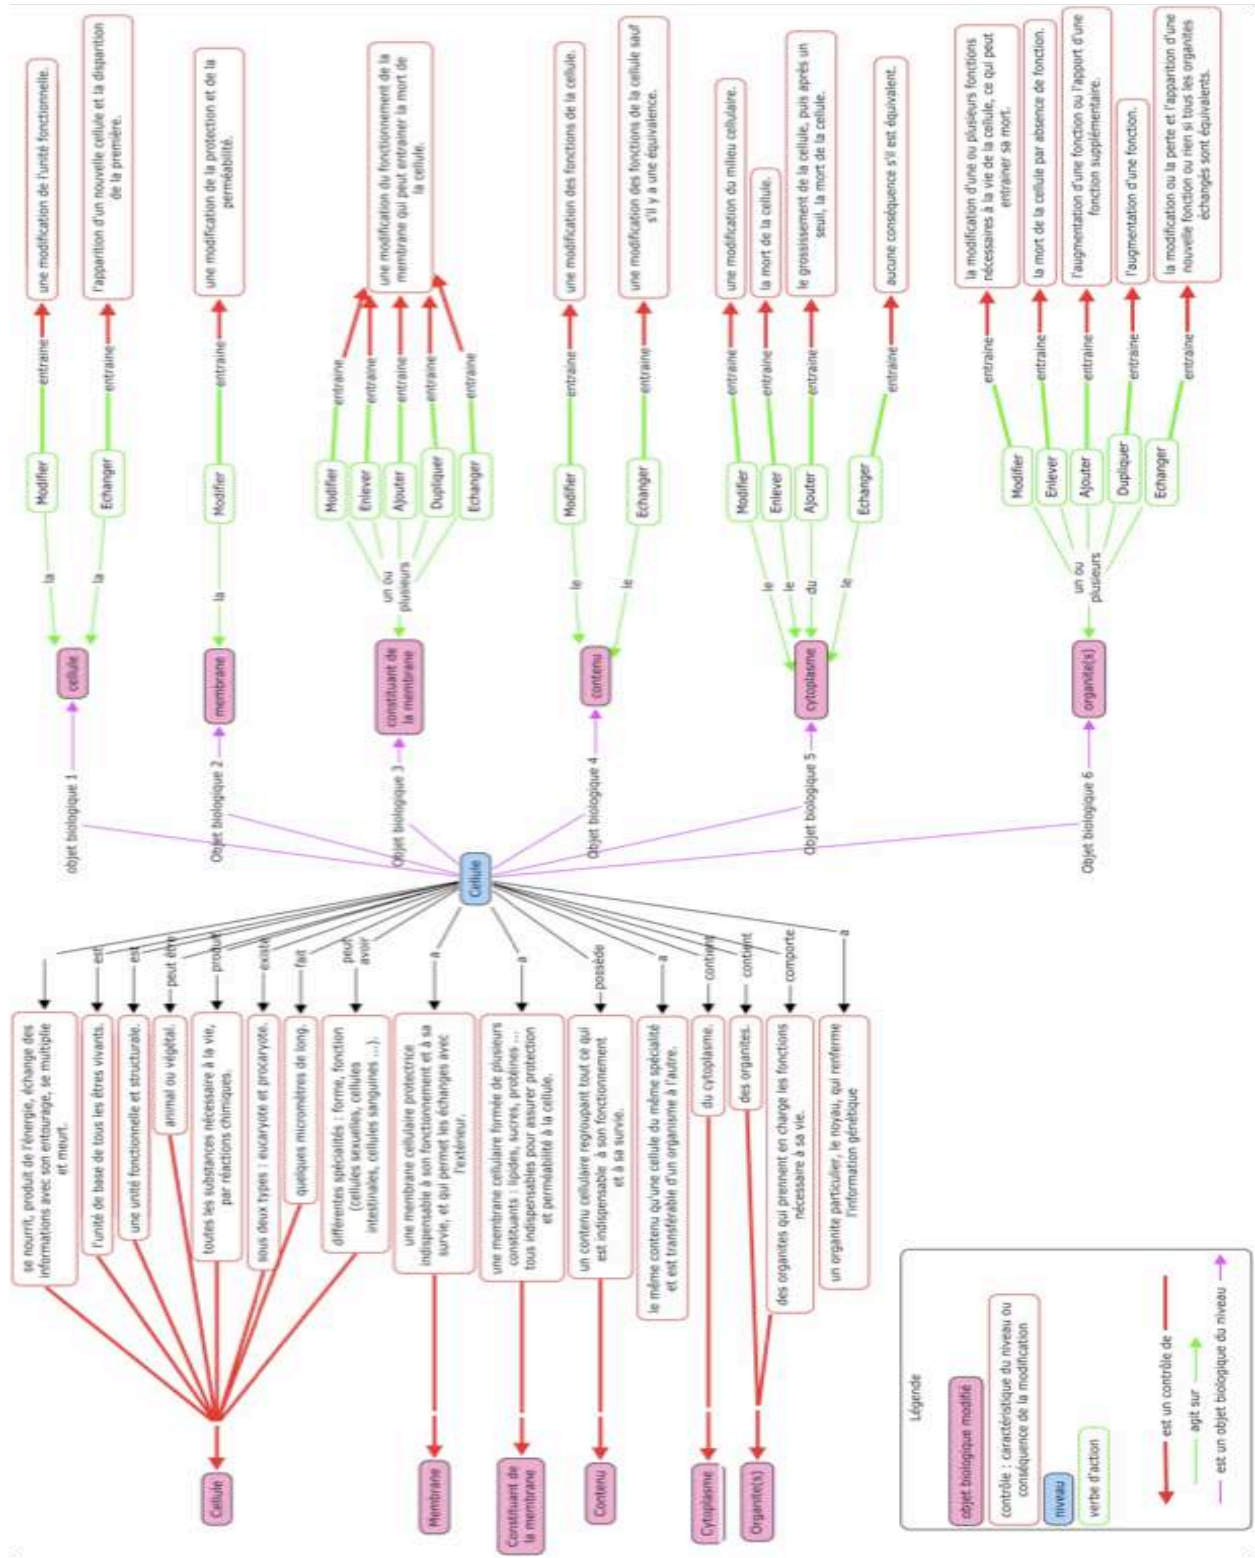 se nourrit, produit de l'énergie, échange des
informations avec son entourage, se multiplie
et meurt.
l'unité de base de tous les êtres vivants.
est
une unité fonctionnelle et structurale.
est
animal ou végétal.
peut être
toutes les substances nécessaire à la vie,
par réactions chimiques.
produit
sous deux types : eucaryote et procaryote.
existe
quelques micromètres de long.
fait
différentes spécialités : forme, fonction
(cellules sexuelles, cellules
intestinales, cellules sanguines ...).
peut
avoir
une membrane cellulaire protectrice
indispensable à son fonctionnement et à sa
survie, et qui permet les échanges avec
l'extérieur.
a
une membrane cellulaire formée de plusieurs
constituants : lipides, sucres, protéines ...
tous indispensables pour assurer protection
et perméabilité à la cellule.
a
un contenu cellulaire regroupant tout ce qui
est indispensable à son fonctionnement
et à sa survie.
possède
le même contenu qu'une cellule du même spécialité
et est transférable d'un organisme à l'autre.
a
du cytoplasme.
contient
des organites.
contient
des organites qui prennent en charge les fonctions
nécessaire à sa vie.
comporte
un organite particulier, le noyau, qui renferme
l'information génétique
a
Cellule
Membrane
Constituant de
la membrane
Contenu
Cytoplasme
Organite(s)
Cellule
objet biologique 1
cellule
la
Modifier
entraine
une modification de l'unité fonctionnelle.
la
Echanger
entraine
l'apparition d'un nouvelle cellule et la disparition
de la première.
Objet biologique 2
membrane
la
Modifier
entraine
une modification de la protection et de la
perméabilité.
Objet biologique 3
constituant de
la membrane
un ou
plusieurs
Modifier
entraine
Enlever
entraine
Ajouter
entraine
Dupliquer
entraine
Echanger
entraine
une modification du fonctionnement de la
membrane qui peut entrainer la mort de
la cellule.
Objet biologique 4
contenu
le
Modifier
entraine
une modification des fonctions de la cellule.
le
Echanger
entraine
une modification des fonctions de la cellule sauf
s'il y a une équivalence.
Objet biologique 5
cytoplasme
le
Modifier
entraine
une modification du milieu cellulaire.
le
Enlever
entraine
la mort de la cellule.
du
Ajouter
entraine
le grossissement de la cellule, puis après un
seuil, la mort de la cellule.
le
Echanger
entraine
aucune conséquence s'il est équivalent.
Objet biologique 6
organite(s)
un ou
plusieurs
Modifier
entraine
la modification d'une ou plusieurs fonctions
nécessaires à la vie de la cellule, ce qui peut
entrainer sa mort.
Enlever
entraine
la mort de la cellule par absence de fonction.
Ajouter
entraine
l'augmentation d'une fonction ou l'apport d'une
fonction supplémentaire.
Dupliquer
entraine
l'augmentation d'une fonction.
Echanger
entraine
la modification ou la perte et l'apparition d'une
nouvelle fonction ou rien si tous les organites
échangés sont équivalents.
Légende
objet biologique modifié
contrôle : caractéristique du niveau ou
conséquence de la modification
niveau
verbe d'action
est un contrôle de
agit sur
est un objet biologique du niveau